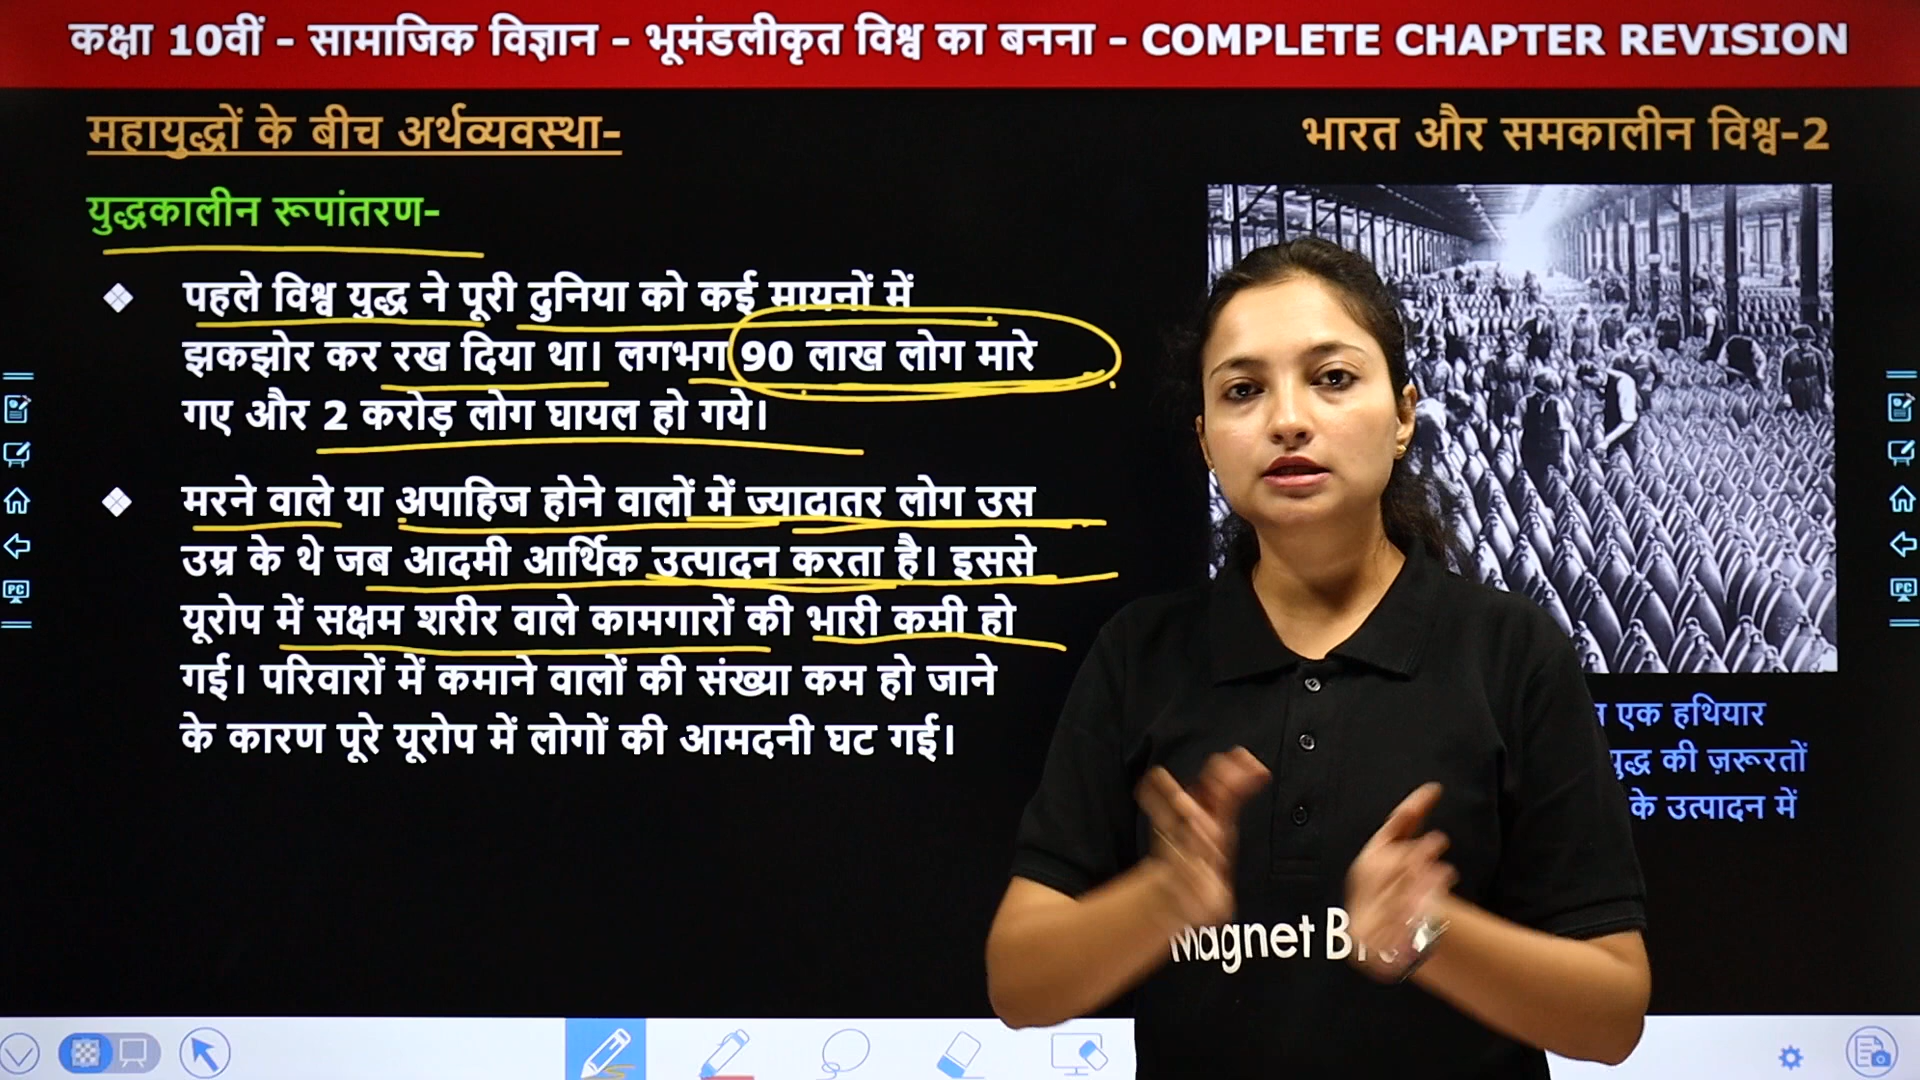 कक्षा 10वीं - सामाजिक विज्ञान - भूमंडलीकृत विश्व का बनना - COMPLETE CHAPTER REVISION
महायुद्धों के बीच अर्थव्यवस्था-
भारत और समकालीन विश्व-2
युद्धकालीन रूपांतरण-
पहले विश्व युद्ध ने पूरी दुनिया को कई मायनों में
झकझोर कर रख दिया था। लगभग 90 लाख लोग मारे
गए और 2 करोड़ लोग घायल हो गये।
मरने वाले या अपाहिज होने वालों में ज्यादातर लोग उस
उम्र के थे जब आदमी आर्थिक उत्पादन करता है। इससे
यूरोप में सक्षम शरीर वाले कामगारों की भारी कमी हो
गई। परिवारों में कमाने वालों की संख्या कम हो जाने
के कारण पूरे यूरोप में लोगों की आमदनी घट गई।
एक हथियार
युद्ध की ज़रूरतों
के उत्पादन में
Magnet
PC
PC